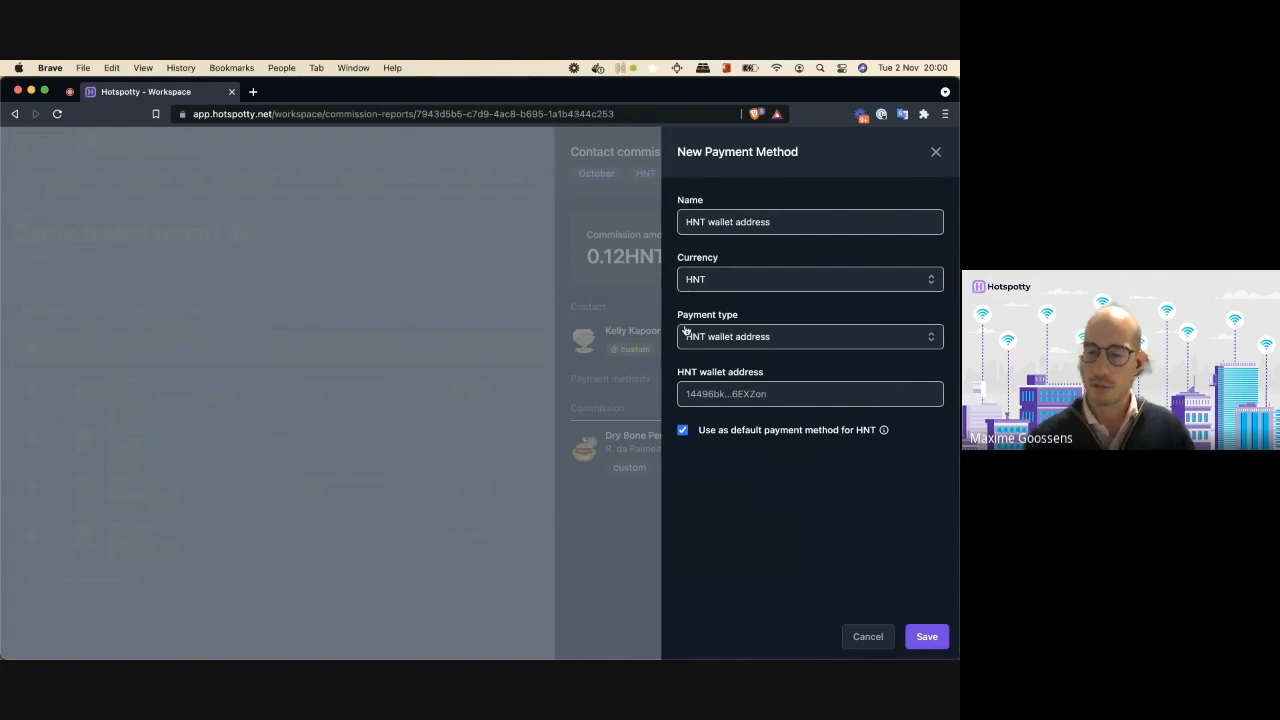 Brave File Edit View History Bookmarks People Tab Window Help
Tue 2 Nov 20:00
Hotspotty - Workspace
app.hotspotty.net/workspace/commission-reports/7943d5b5-c7d9-4ac8-b695-1a1b4344c253
Contact commis
October HNT
Commission amo
0.12HNT
Contact
Kelly Kapoor
custom
Payment methods
Commission
Dry Bone Pe
R. da Palmei
custom
New Payment Method
Name
HNT wallet address
Currency
HNT
Payment type
HNT wallet address
HNT wallet address
14496bk...6EXZon
Use as default payment method for HNT
Cancel Save
Hotspotty
Maxime Goossens